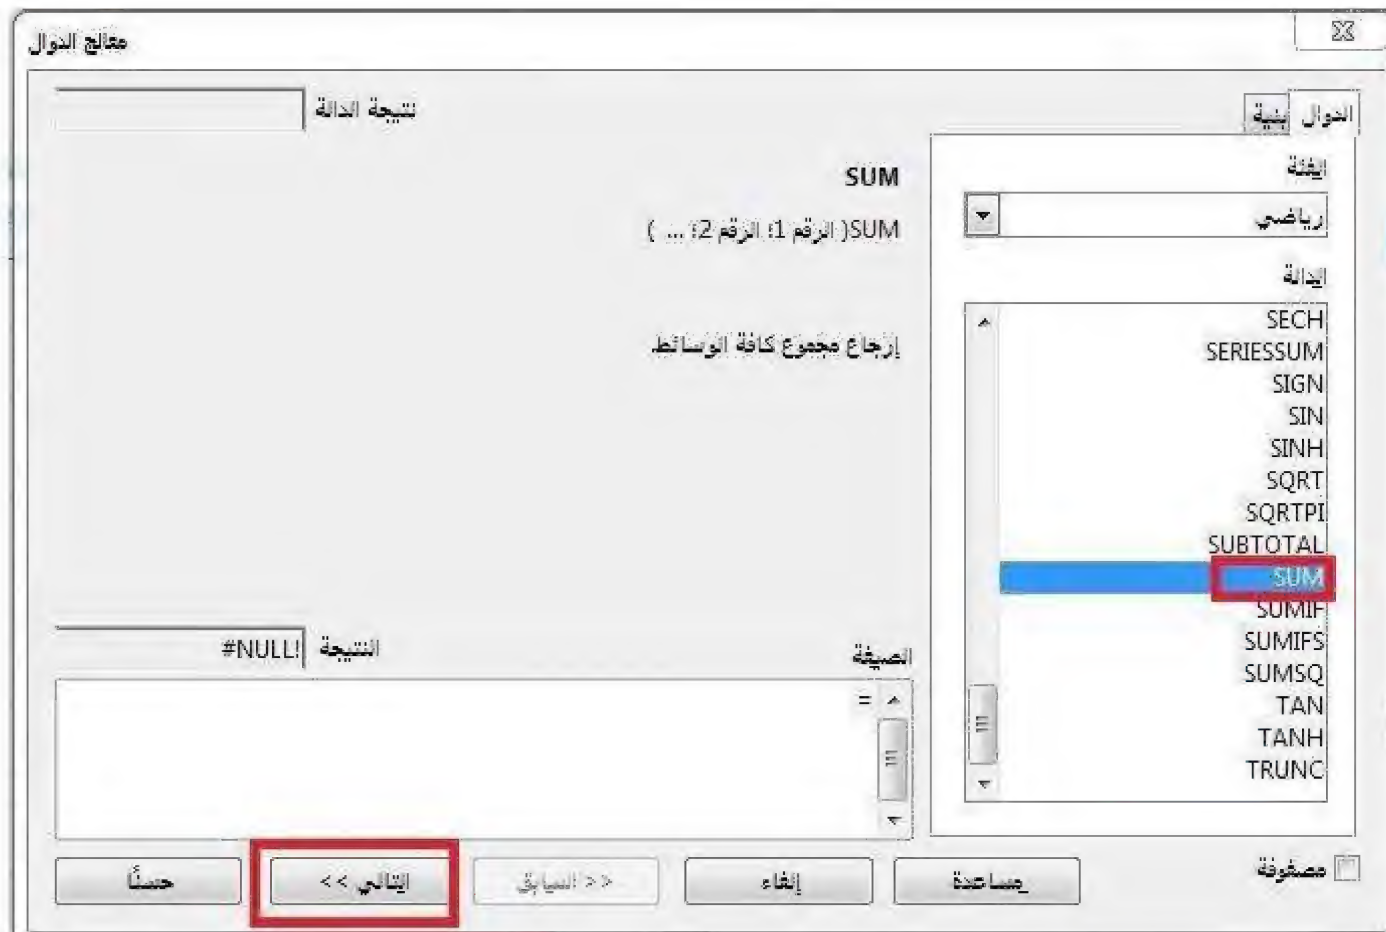 معالج الدوال
الدوال بنية
نتيجة الدالة
الفئة
رياضي
الدالة
SECH
SERIESSUM
SIGN
SIN
SINH
SQRT
SQRTPI
SUBTOTAL
SUM
SUMIF
SUMIFS
SUMSQ
TAN
TANH
TRUNC
SUM
SUM( الرقم 1؛ الرقم 2؛ ... )
إرجاع مجموع كافة الوسائط
الصيغة
النتيجة #NULL!
=
مصفوفة
مساعدة
إلغاء
<< السابق
التالي >>
حسنًا